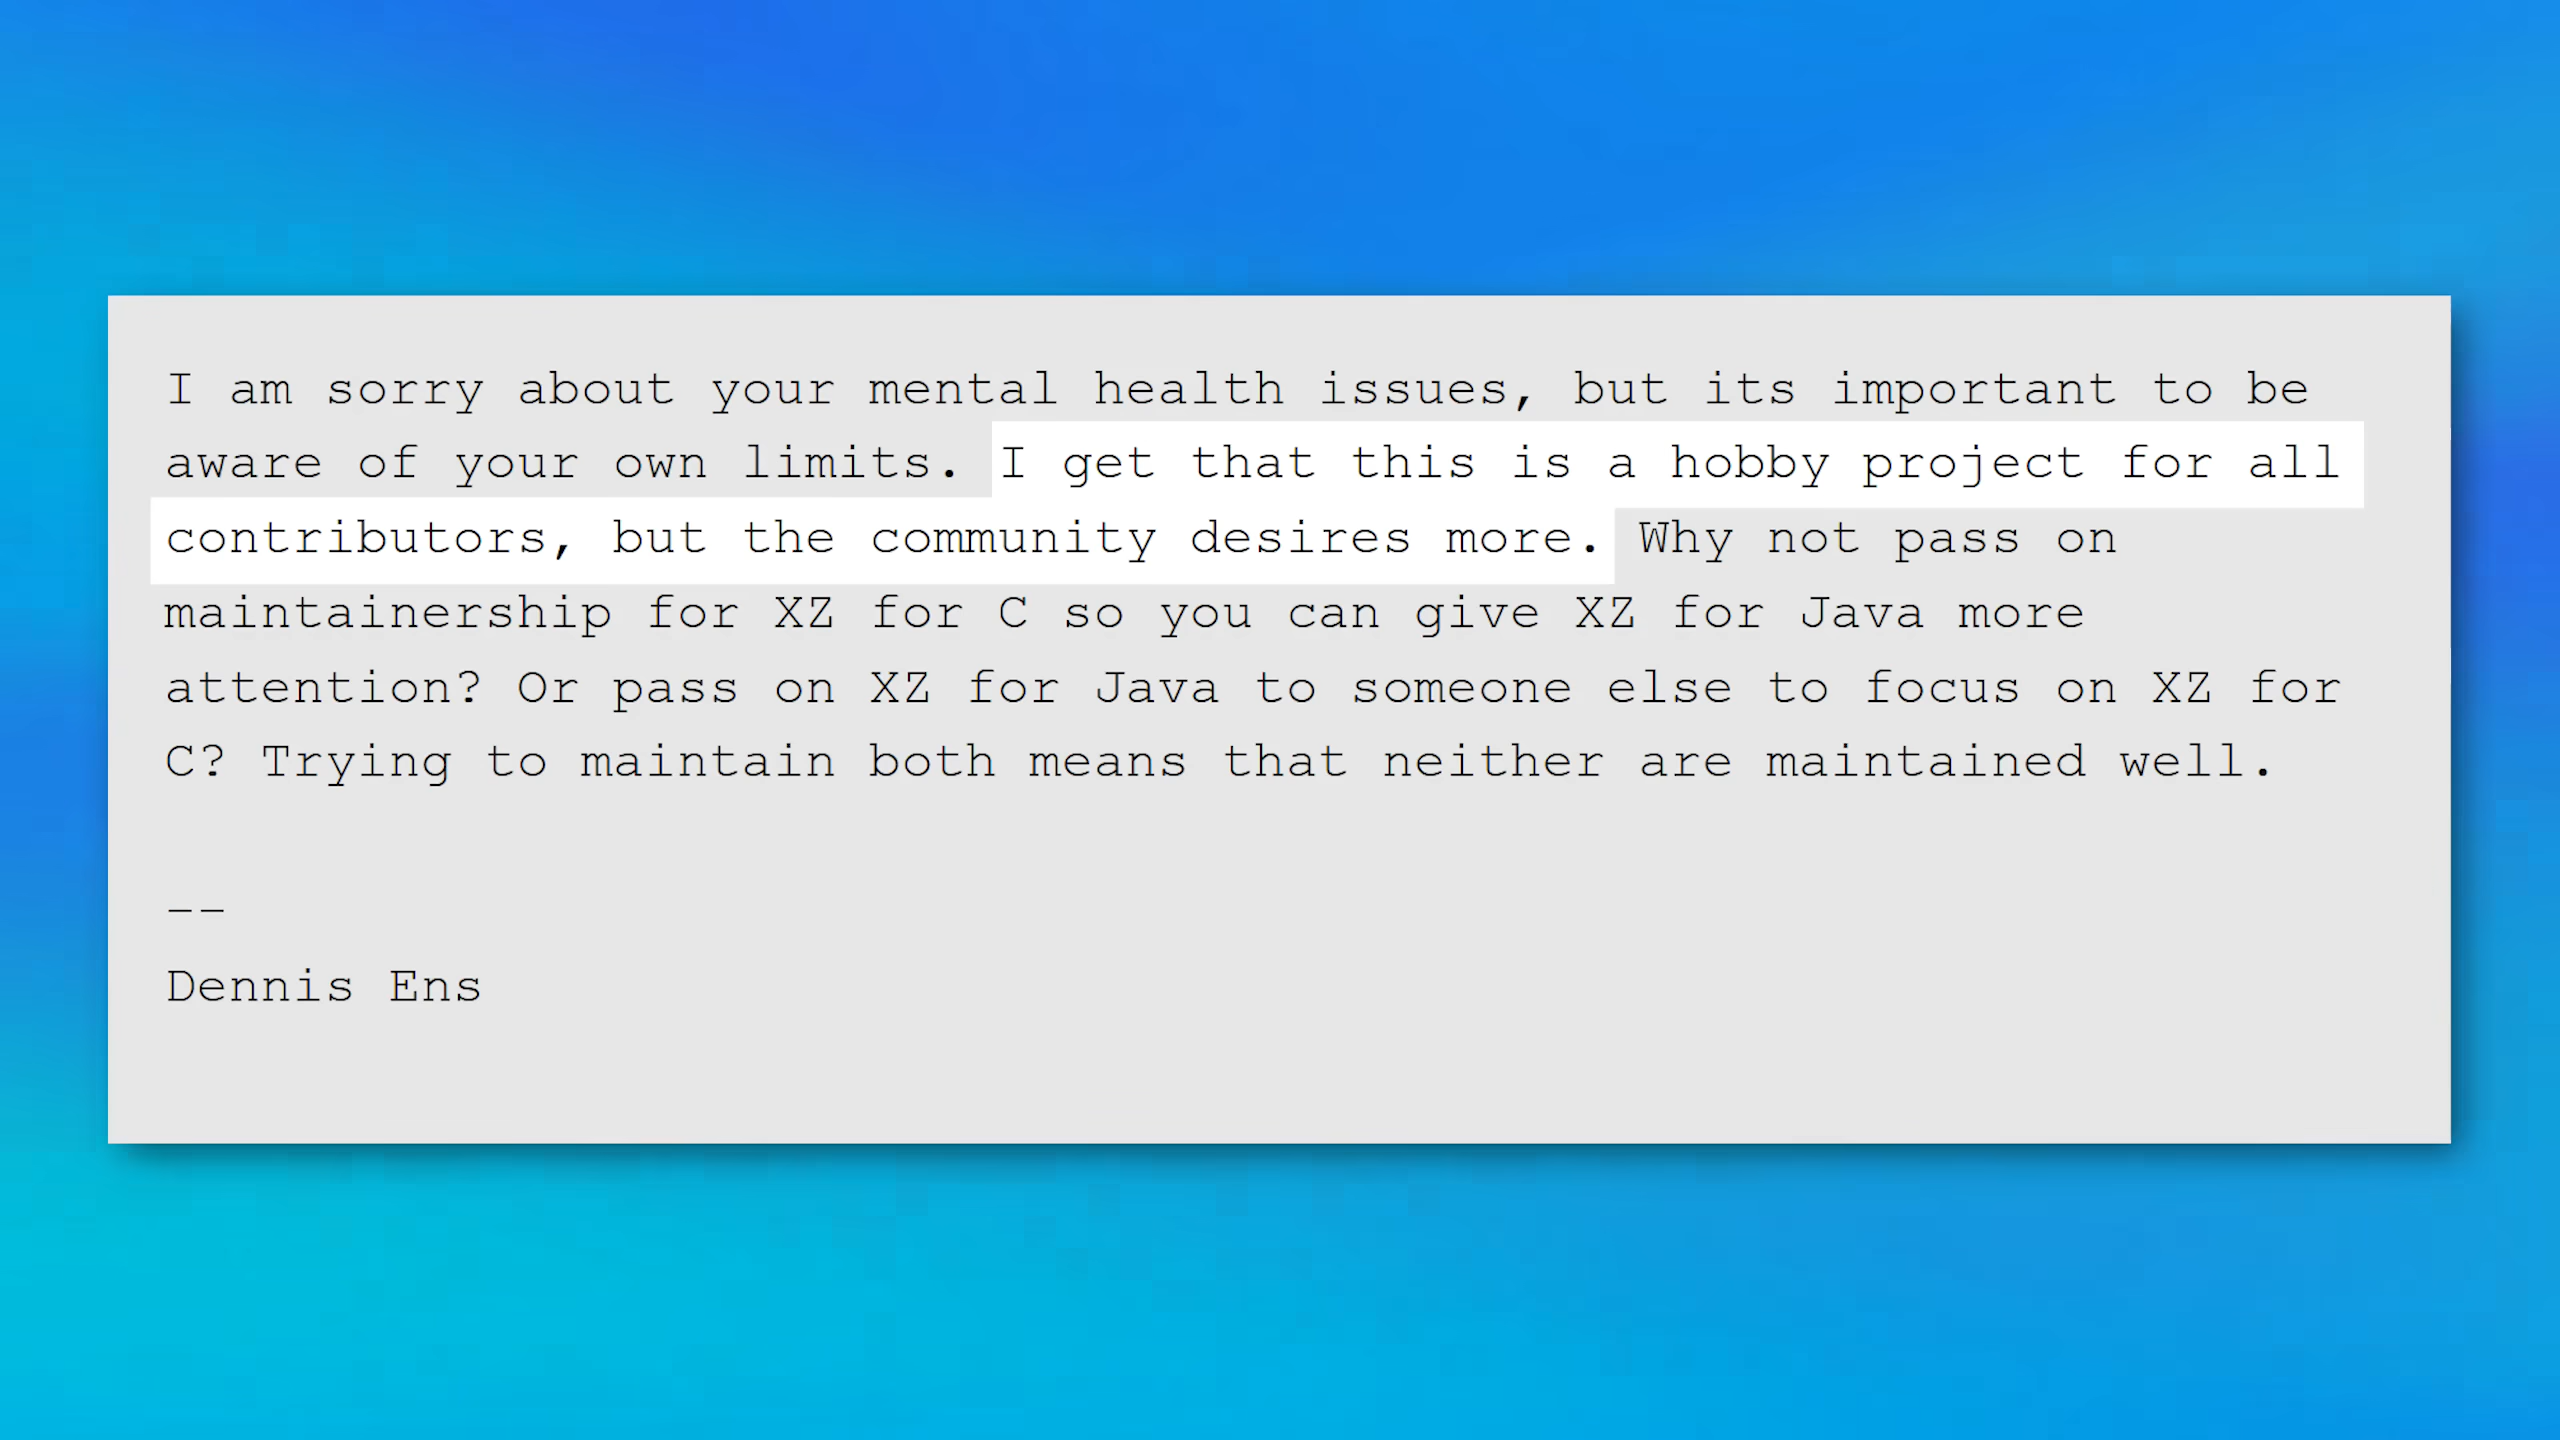 I am sorry about your mental health issues, but its important to be
aware of your own limits. I get that this is a hobby project for all
contributors, but the community desires more. Why not pass on
maintainership for XZ for C so you can give XZ for Java more
attention? Or pass on XZ for Java to someone else to focus on XZ for
C? Trying to maintain both means that neither are maintained well.
--
Dennis Ens